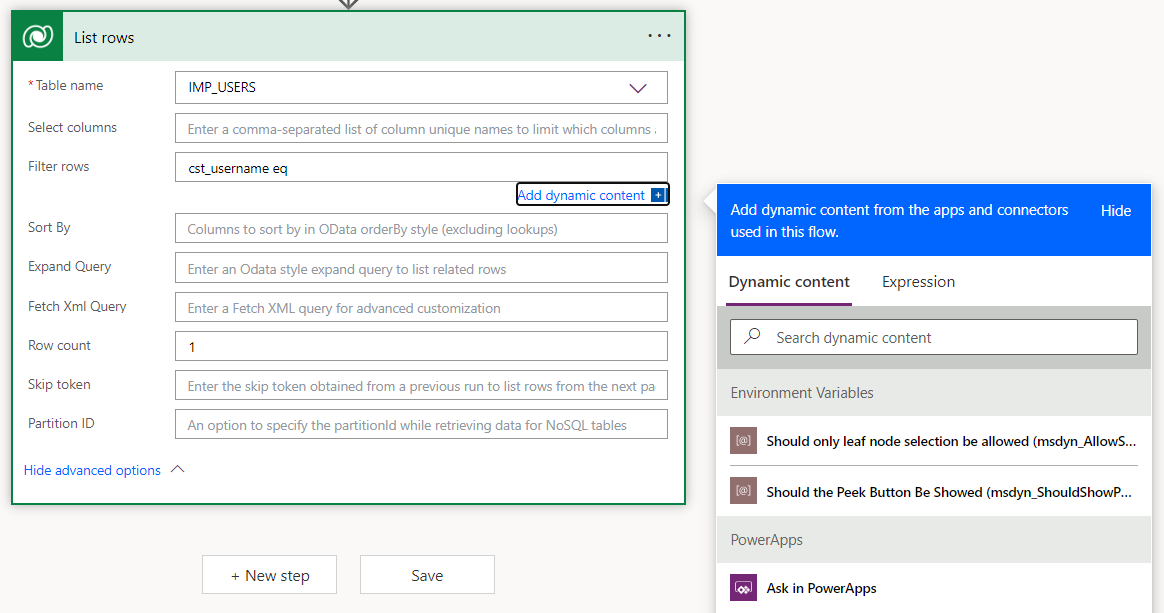 List rows
...
* Table name
IMP_USERS
Select columns
Enter a comma-separated list of column unique names to limit which columns a
Filter rows
cst_username eq
Add dynamic content +
Sort By
Columns to sort by in OData orderBy style (excluding lookups)
Expand Query
Enter an Odata style expand query to list related rows
Fetch Xml Query
Enter a Fetch XML query for advanced customization
Row count
1
Skip token
Enter the skip token obtained from a previous run to list rows from the next pa
Partition ID
An option to specify the partitionId while retrieving data for NoSQL tables
Hide advanced options
+ New step
Save
Add dynamic content from the apps and connectors
used in this flow.
Hide
Dynamic content
Expression
Search dynamic content
Environment Variables
[@] Should only leaf node selection be allowed (msdyn_AllowS...
[@] Should the Peek Button Be Showed (msdyn_ShouldShowP...
PowerApps
Ask in PowerApps